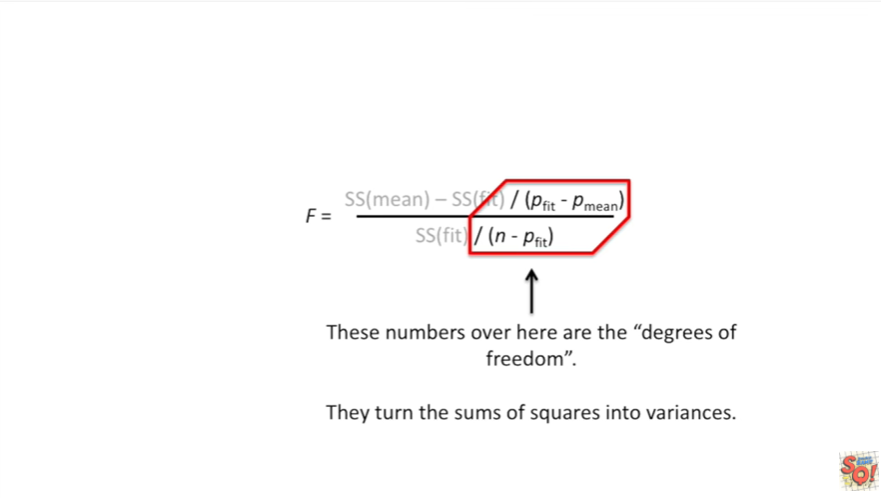 SS(mean) – SS(fit) / (pfit - pmean)
F =
SS(fit) / (n - pfit)
These numbers over here are the “degrees of
freedom”.
They turn the sums of squares into variances.
SQ!